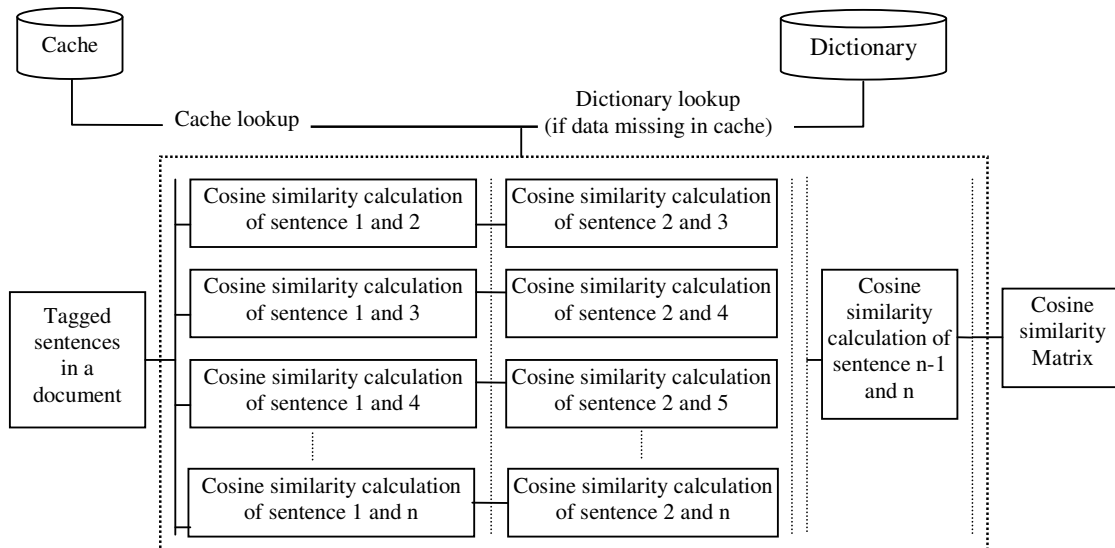 Cache
Dictionary
Cache lookup
Dictionary lookup
(if data missing in cache)
Tagged
sentences
in a
document
Cosine similarity calculation
of sentence 1 and 2
Cosine similarity calculation
of sentence 1 and 3
Cosine similarity calculation
of sentence 1 and 4
Cosine similarity calculation
of sentence 1 and n
Cosine similarity calculation
of sentence 2 and 3
Cosine similarity calculation
of sentence 2 and 4
Cosine similarity calculation
of sentence 2 and 5
Cosine similarity calculation
of sentence 2 and n
Cosine
similarity
calculation of
sentence n-1
and n
Cosine
similarity
Matrix